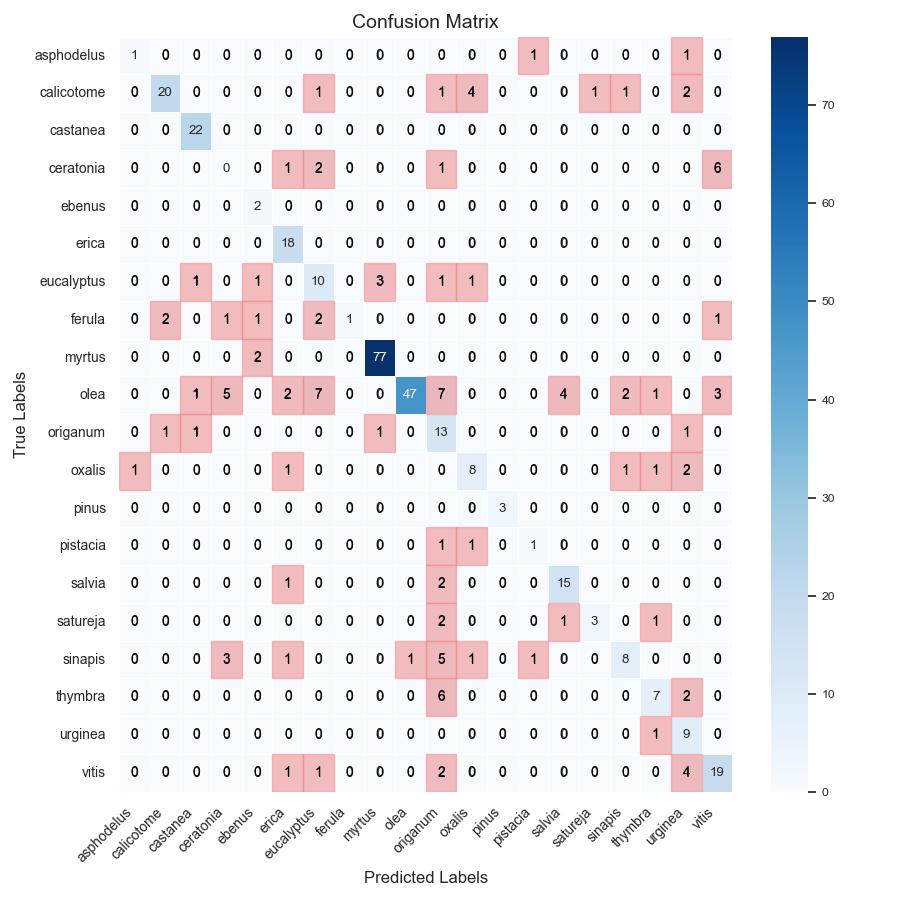 Confusion Matrix
asphodelus 1 0 0 0 0 0 0 0 0 0 0 0 0 1 0 0 0 0 1 0
calicotome 0 20 0 0 0 0 1 0 0 0 1 4 0 0 0 1 1 0 2 0
castanea 0 0 22 0 0 0 0 0 0 0 0 0 0 0 0 0 0 0 0 0
ceratonia 0 0 0 0 0 1 2 0 0 0 1 0 0 0 0 0 0 0 0 6
ebenus 0 0 0 0 2 0 0 0 0 0 0 0 0 0 0 0 0 0 0 0
erica 0 0 0 0 0 18 0 0 0 0 0 0 0 0 0 0 0 0 0 0
eucalyptus 0 0 1 0 1 0 10 0 3 0 1 1 0 0 0 0 0 0 0 0
ferula 0 2 0 1 1 0 2 1 0 0 0 0 0 0 0 0 0 0 0 1
myrtus 0 0 0 0 2 0 0 0 77 0 0 0 0 0 0 0 0 0 0 0
olea 0 0 1 5 0 2 7 0 0 47 7 0 0 0 4 0 2 1 0 3
origanum 0 1 1 0 0 0 0 0 1 0 13 0 0 0 0 0 0 0 1 0
oxalis 1 0 0 0 0 1 0 0 0 0 0 8 0 0 0 0 1 1 2 0
pinus 0 0 0 0 0 0 0 0 0 0 0 0 3 0 0 0 0 0 0 0
pistacia 0 0 0 0 0 0 0 0 0 0 1 1 0 1 0 0 0 0 0 0
salvia 0 0 0 0 0 1 0 0 0 0 2 0 0 0 15 0 0 0 0 0
satureja 0 0 0 0 0 0 0 0 0 0 2 0 0 0 1 3 0 1 0 0
sinapis 0 0 0 3 0 1 0 0 0 1 5 1 0 1 0 0 8 0 0 0
thymbra 0 0 0 0 0 0 0 0 0 0 6 0 0 0 0 0 0 7 2 0
urginea 0 0 0 0 0 0 0 0 0 0 0 0 0 0 0 0 0 1 9 0
vitis 0 0 0 0 0 1 1 0 0 0 2 0 0 0 0 0 0 0 4 19
True Labels
asphodelus calicotome castanea ceratonia ebenus erica eucalyptus ferula myrtus olea origanum oxalis pinus pistacia salvia satureja sinapis thymbra urginea vitis
Predicted Labels
70
60
50
40
30
20
10
0